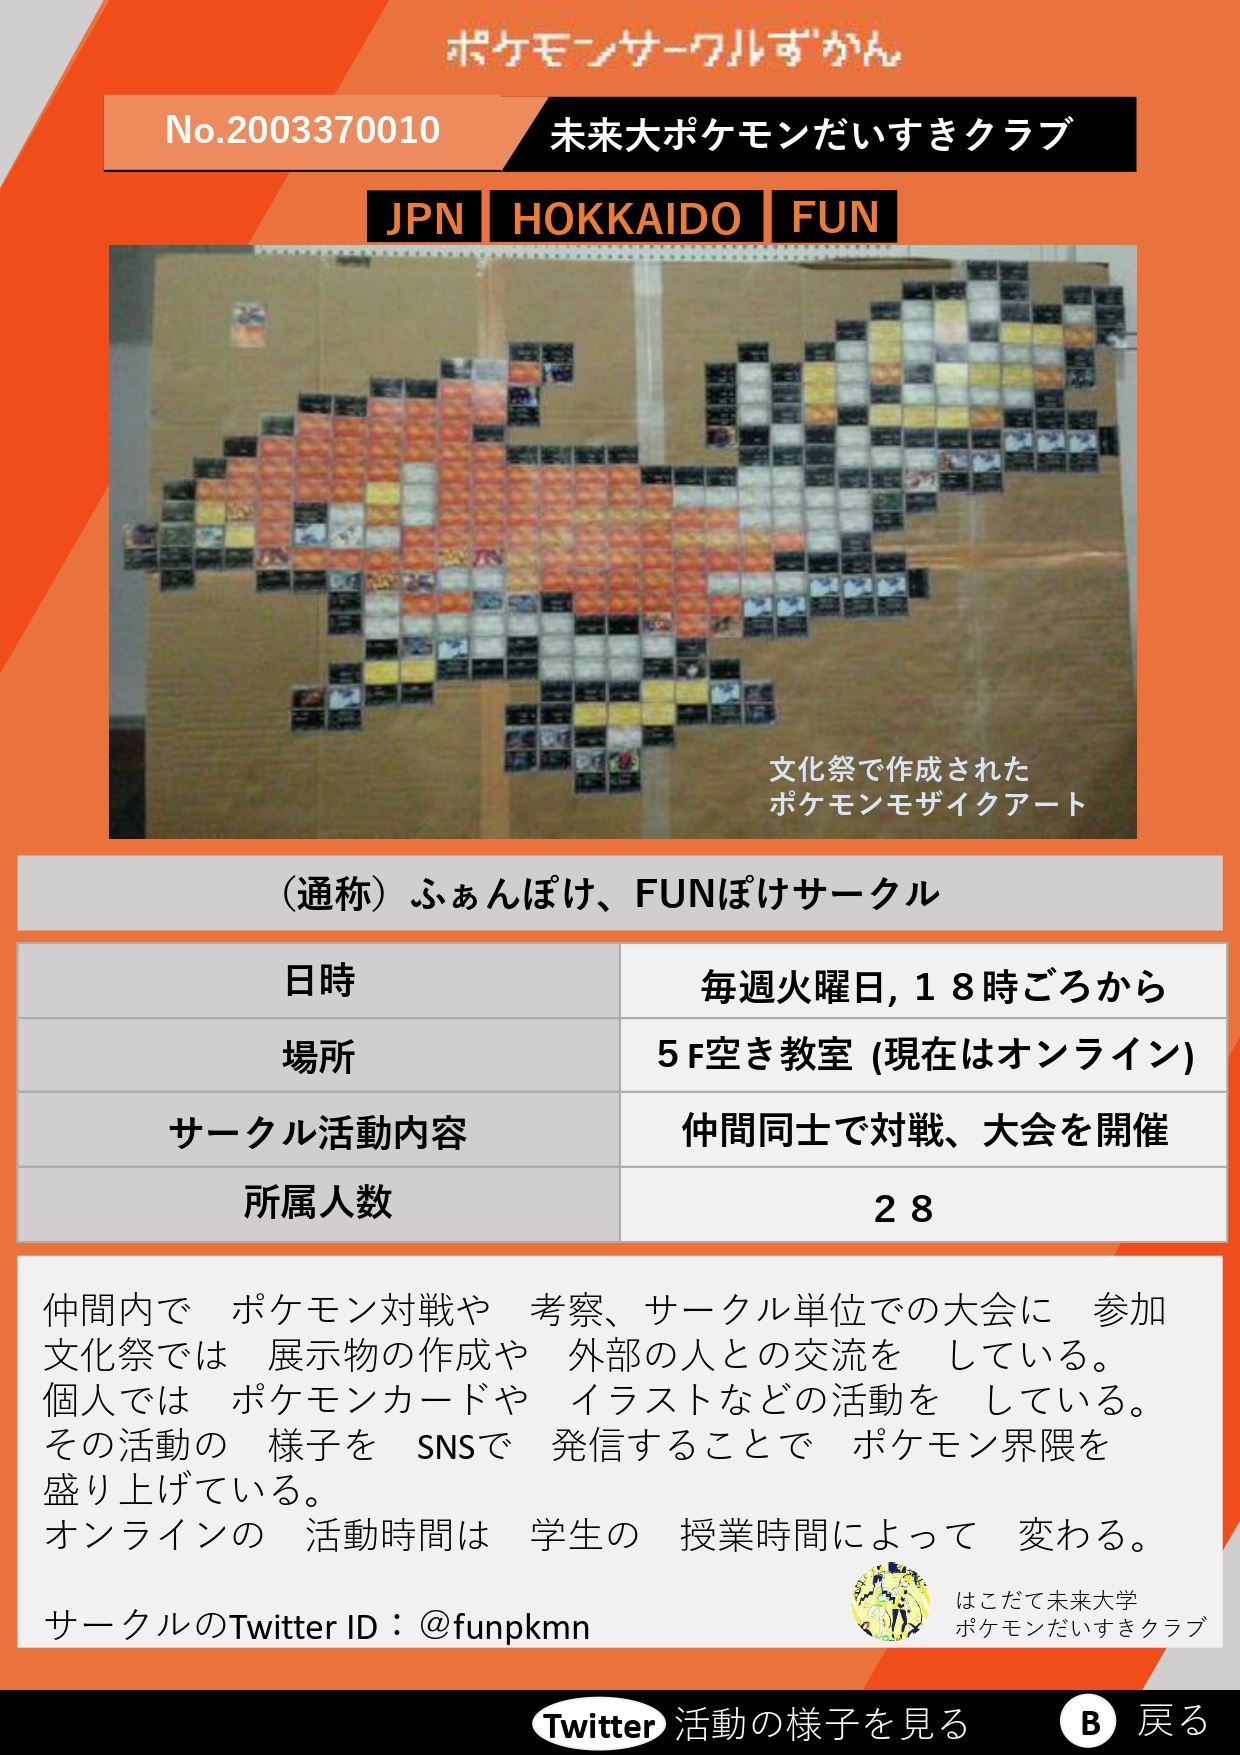 ポケモンサークルずかん
No.2003370010
未来大ポケモンだいすきクラブ
JPN HOKKAIDO FUN
文化祭で作成された
ポケモンモザイクアート
（通称）ふぁんぽけ、FUNぽけサークル
日時
毎週火曜日, １８時ごろから
場所
５F空き教室 (現在はオンライン)
サークル活動内容
仲間同士で対戦、大会を開催
所属人数
２８
仲間内で　ポケモン対戦や　考察、サークル単位での大会に　参加
文化祭では　展示物の作成や　外部の人との交流を　している。
個人では　ポケモンカードや　イラストなどの活動を　している。
その活動の　様子を　SNSで　発信することで　ポケモン界隈を
盛り上げている。
オンラインの　活動時間は　学生の　授業時間によって　変わる。
サークルのTwitter ID：@funpkmn
はこだて未来大学
ポケモンだいすきクラブ
Twitter 活動の様子を見る
B 戻る